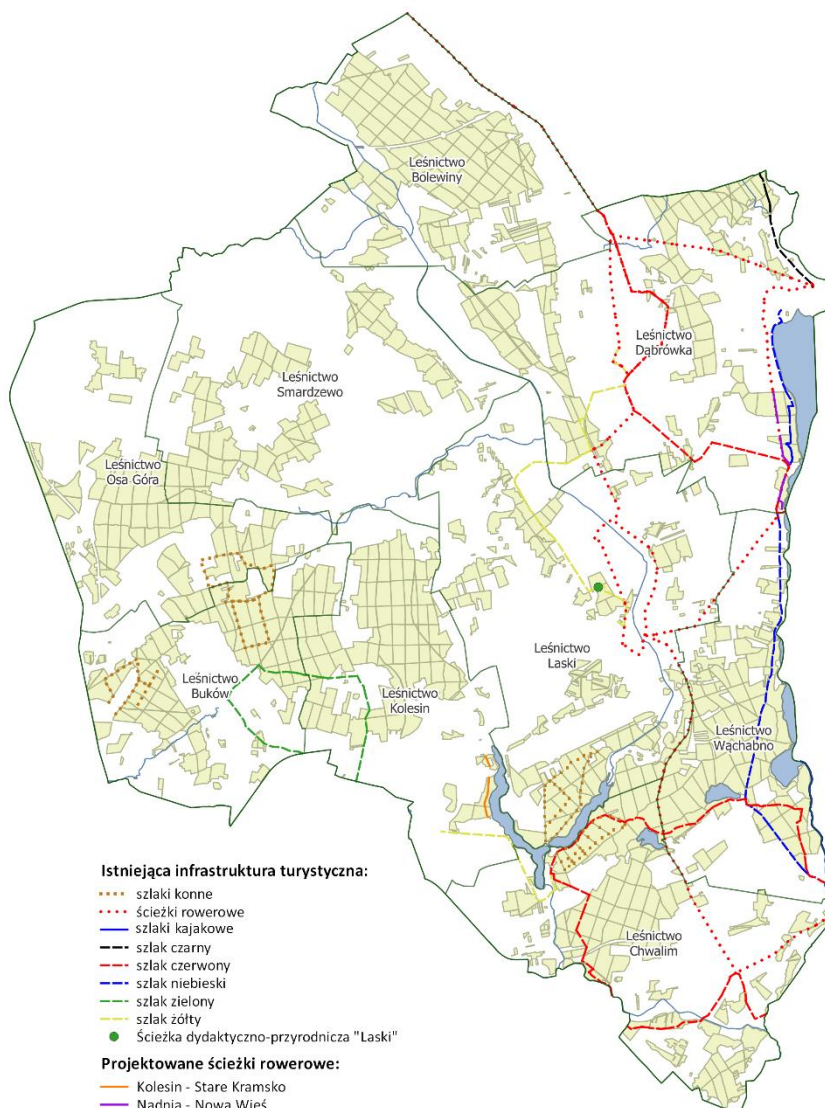 Leśnictwo
Bolewiny
Leśnictwo
Dąbrówka
Leśnictwo
Smardzewo
Leśnictwo
Osa Góra
Leśnictwo
Laski
Leśnictwo
Buków
Leśnictwo
Kolesin
Leśnictwo
Wąchabno
Leśnictwo
Chwalim
Istniejąca infrastruktura turystyczna:
szlaki konne
ścieżki rowerowe
szlaki kajakowe
szlak czarny
szlak czerwony
szlak niebieski
szlak zielony
szlak żółty
Ścieżka dydaktyczno-przyrodnicza "Laski"
Projektowane ścieżki rowerowe:
Kolesin - Stare Kramsko
Nądnia - Nowa Wieś